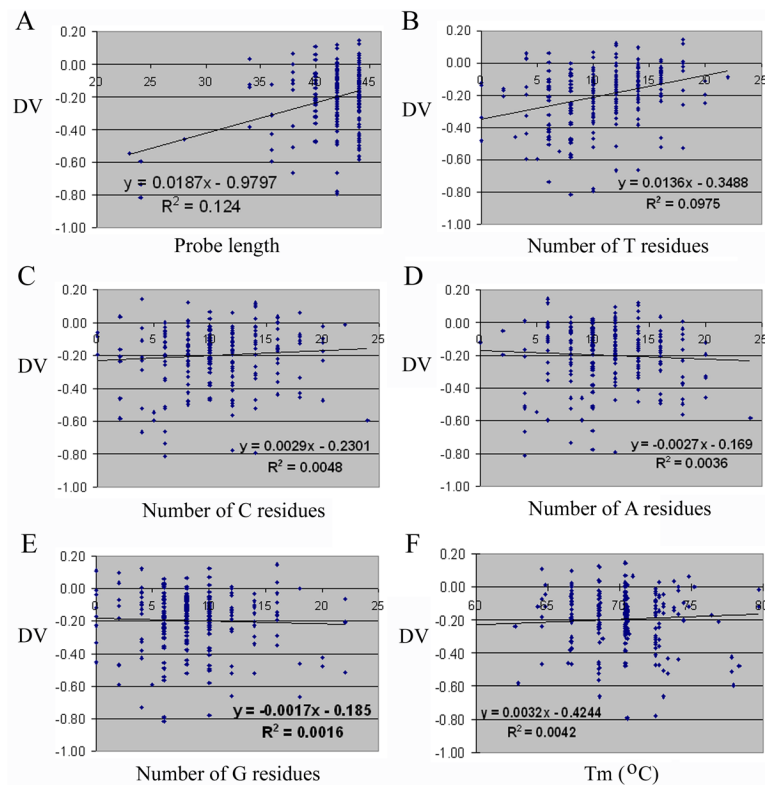 A
0.20
0.00
20 25 30 35 40 45
-0.20
-0.40
-0.60
-0.80
-1.00
DV
y = 0.0187x - 0.9797
R2 = 0.124
Probe length
B
0.20
0.00
0 5 10 15 20 25
-0.20
-0.40
-0.60
-0.80
-1.00
DV
y = 0.0136x - 0.3488
R2 = 0.0975
Number of T residues
C
0.20
0.00
0 5 10 15 20 25
-0.20
-0.40
-0.60
-0.80
-1.00
DV
y = 0.0029x - 0.2301
R2 = 0.0048
Number of C residues
D
0.20
0.00
0 5 10 15 20 25
-0.20
-0.40
-0.60
-0.80
-1.00
DV
y = -0.0027x - 0.169
R2 = 0.0036
Number of A residues
E
0.20
0.00
0 5 10 15 20 25
-0.20
-0.40
-0.60
-0.80
-1.00
DV
y = -0.0017x - 0.185
R2 = 0.0016
Number of G residues
F
0.20
0.00
60 65 70 75 80
-0.20
-0.40
-0.60
-0.80
-1.00
DV
y = 0.0032x - 0.4244
R2 = 0.0042
Tm (oC)